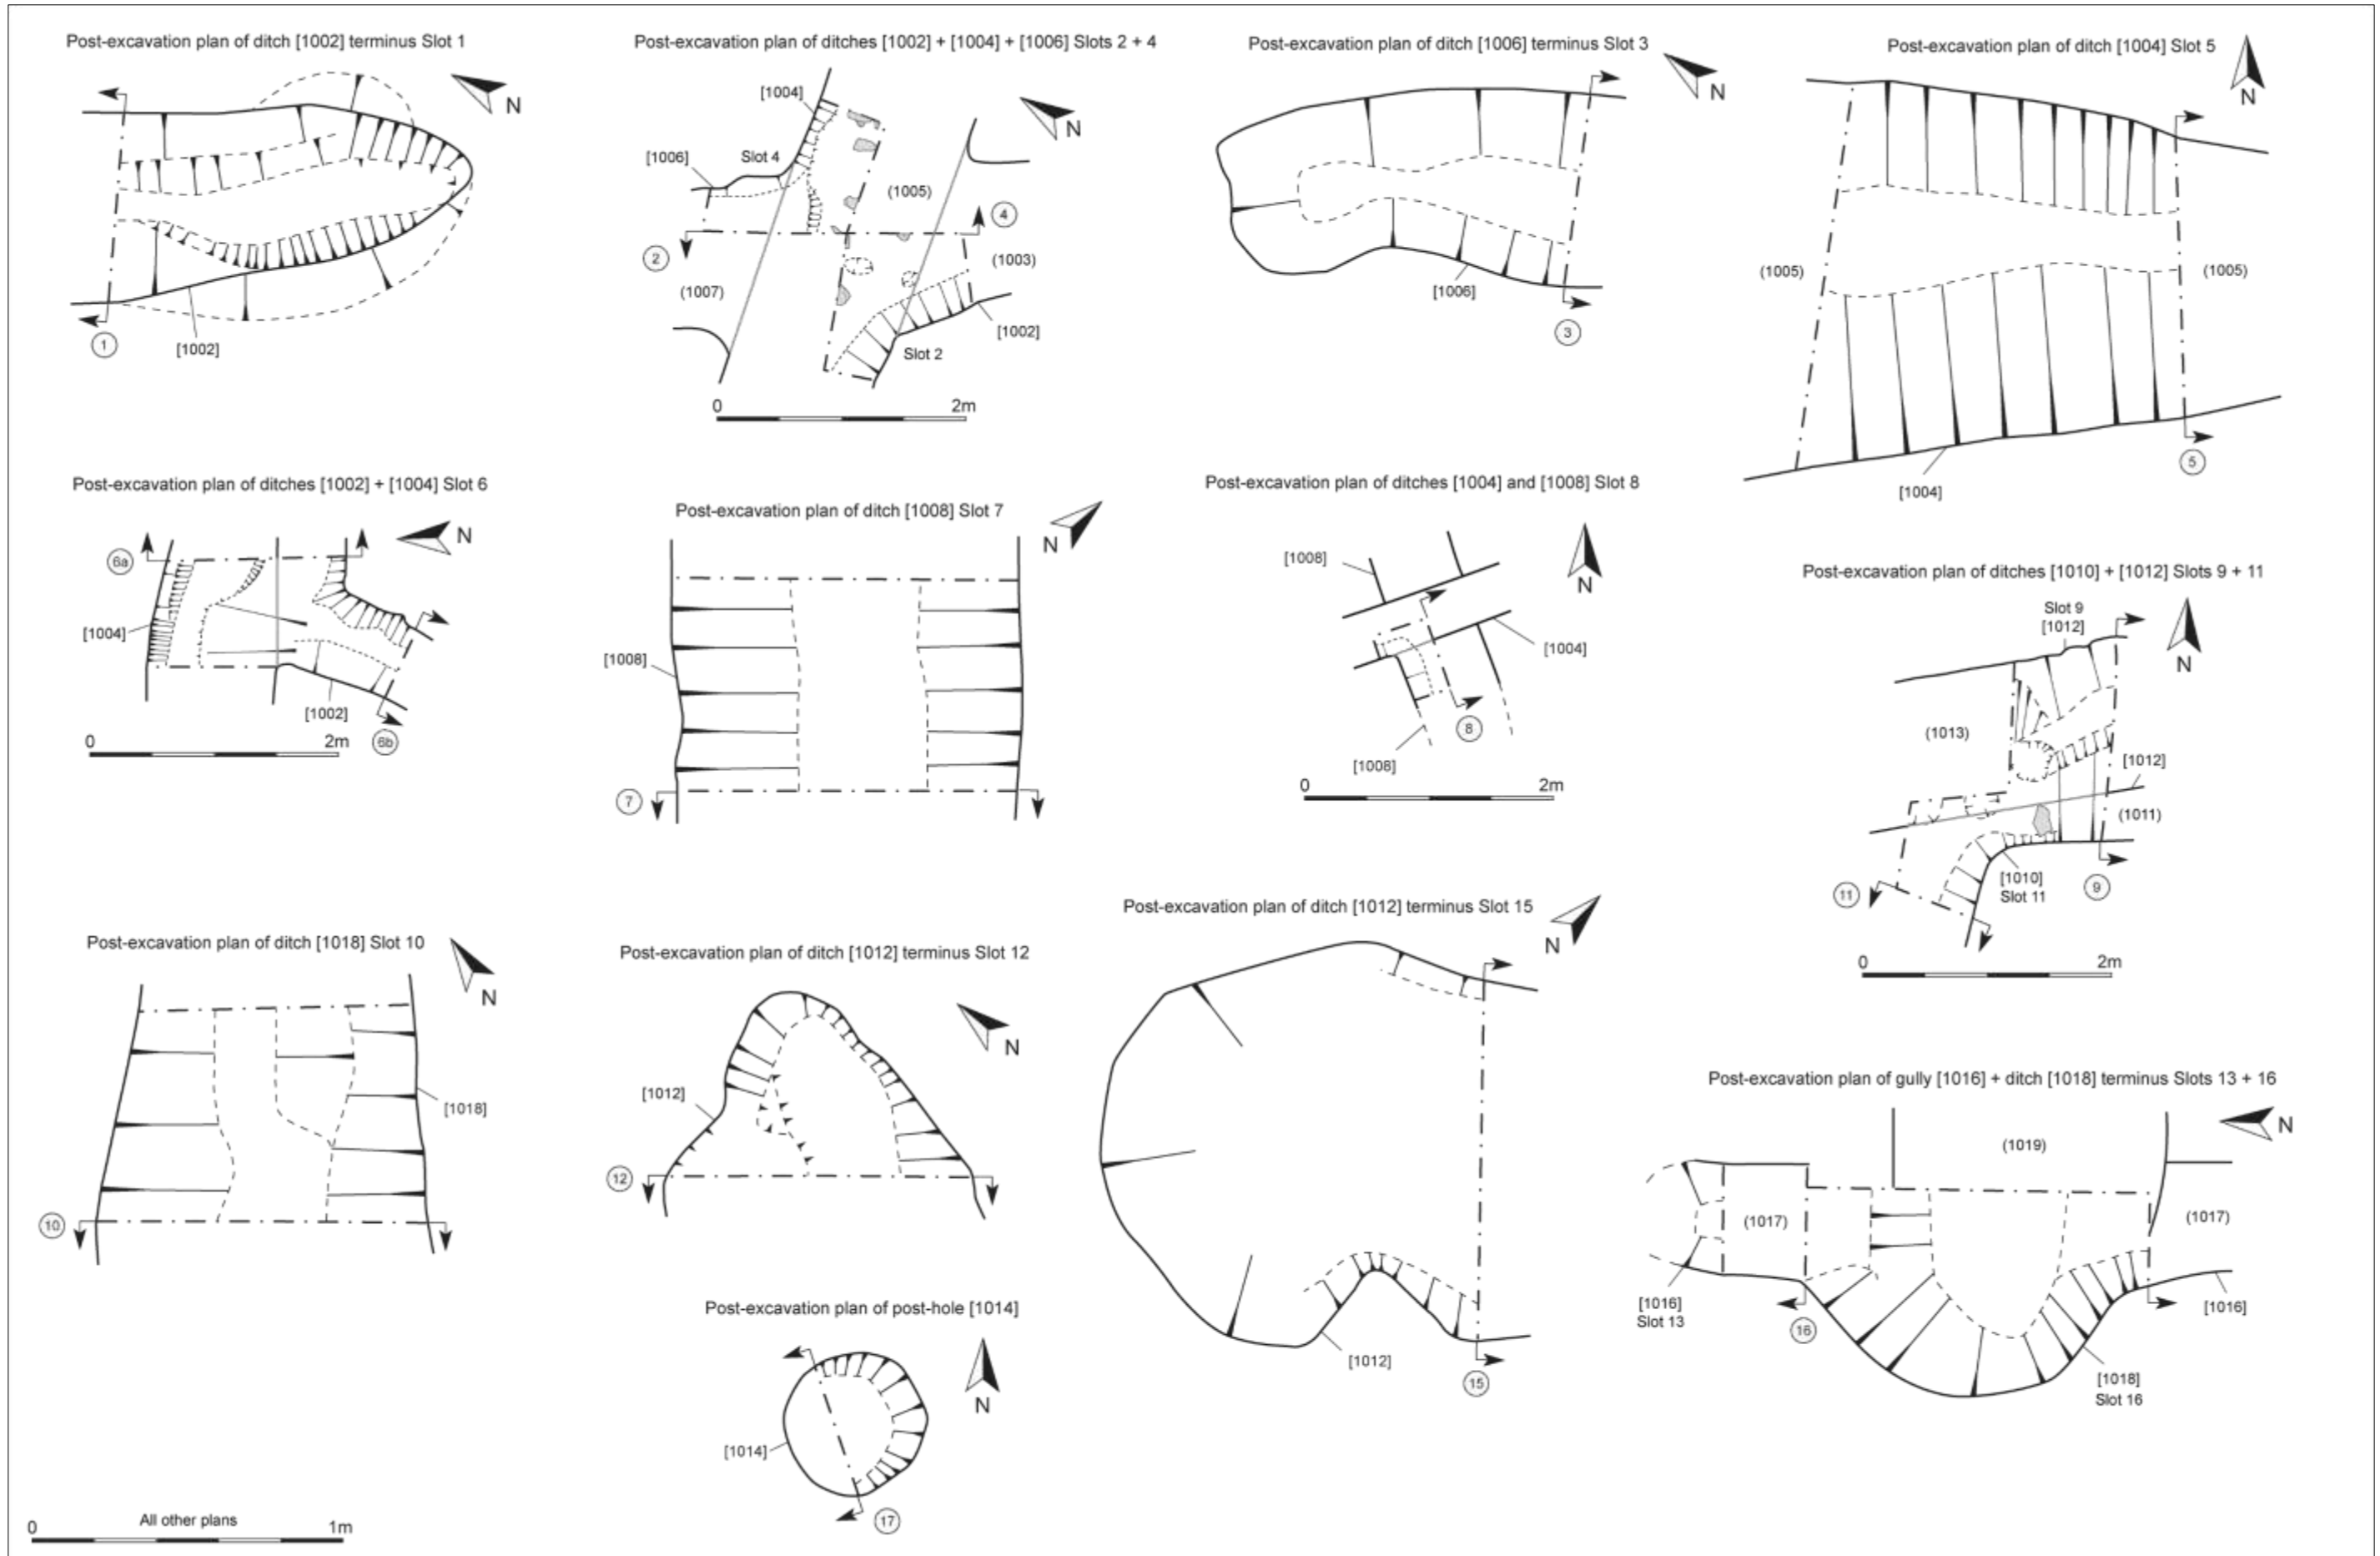 Post-excavation plan of ditch [1002] terminus Slot 1
N
1
[1002]
Post-excavation plan of ditches [1002] + [1004] + [1006] Slots 2 + 4
[1004]
N
[1006]
Slot 4
(1005)
4
2
(1003)
(1007)
[1002]
Slot 2
0
2m
Post-excavation plan of ditch [1006] terminus Slot 3
N
[1006]
3
Post-excavation plan of ditch [1004] Slot 5
N
(1005)
(1005)
5
[1004]
Post-excavation plan of ditches [1002] + [1004] Slot 6
N
6a
[1004]
[1002]
6b
0
2m
Post-excavation plan of ditch [1008] Slot 7
N
[1008]
7
Post-excavation plan of ditches [1004] and [1008] Slot 8
[1008]
N
[1004]
8
[1008]
0
2m
Post-excavation plan of ditches [1010] + [1012] Slots 9 + 11
Slot 9
[1012]
N
(1013)
[1012]
(1011)
[1010]
Slot 11
11
9
0
2m
Post-excavation plan of ditch [1018] Slot 10
N
[1018]
10
Post-excavation plan of ditch [1012] terminus Slot 12
N
[1012]
12
Post-excavation plan of ditch [1012] terminus Slot 15
N
[1012]
15
Post-excavation plan of gully [1016] + ditch [1018] terminus Slots 13 + 16
N
(1019)
(1017)
(1017)
[1016]
Slot 13
16
[1016]
[1018]
Slot 16
Post-excavation plan of post-hole [1014]
N
[1014]
17
All other plans
0
1m